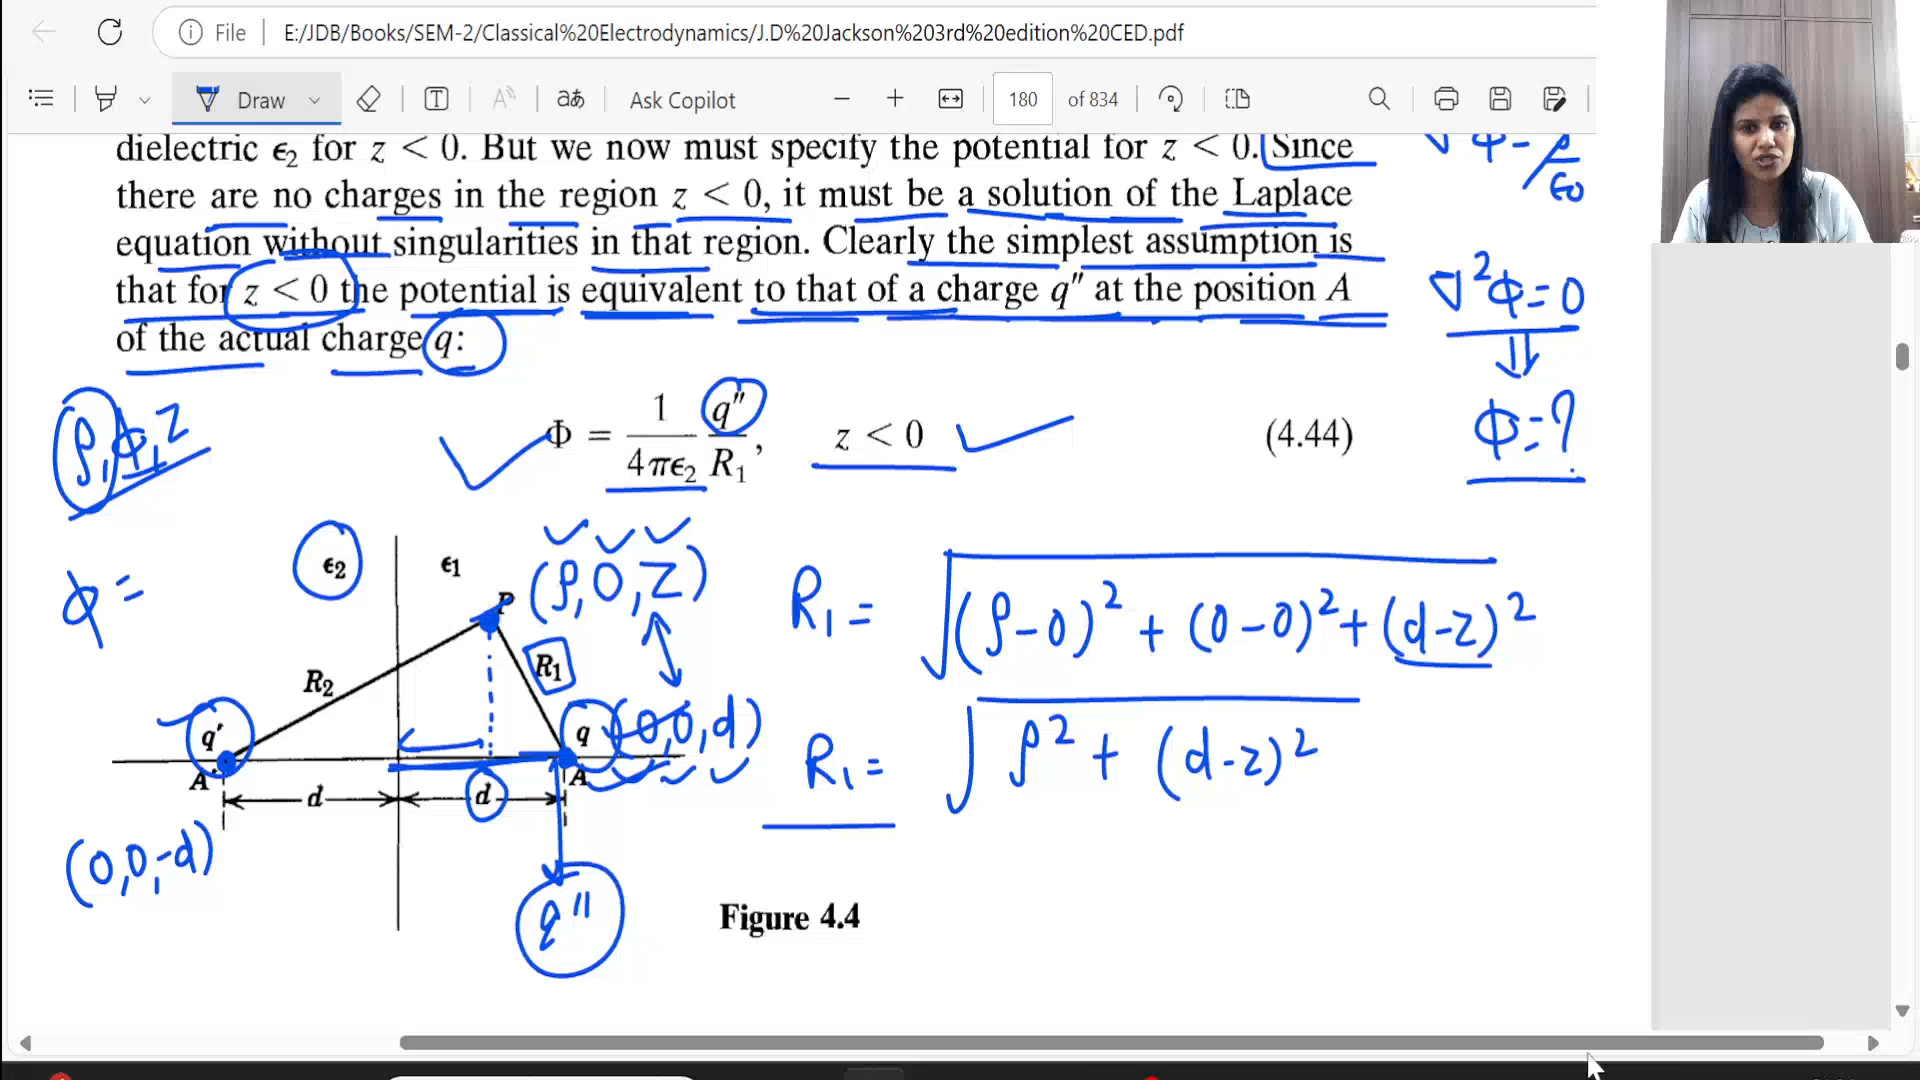 File | E:/JDB/Books/SEM-2/Classical%20Electrodynamics/J.D%20Jackson%203rd%20edition%20CED.pdf
Draw Ask Copilot − + 180 of 834
dielectric ϵ₂ for z < 0. But we now must specify the potential for z < 0. Since
there are no charges in the region z < 0, it must be a solution of the Laplace
equation without singularities in that region. Clearly the simplest assumption is
that for z < 0 the potential is equivalent to that of a charge q″ at the position A
of the actual charge q:
∇²Φ=0
Φ=?
ρ, ϕ, z
Φ = 1/4πϵ₂ q″/R₁, z < 0 (4.44)
ϕ=
ϵ₂ ϵ₁
P (ρ,0,z)
R₁ = √(ρ-0)² + (0-0)² + (d-z)²
R₂ R₁
q′ q (0,0,d)
R₁ = √ρ² + (d-z)²
A′ A
d d
(0,0,-d)
q″
Figure 4.4